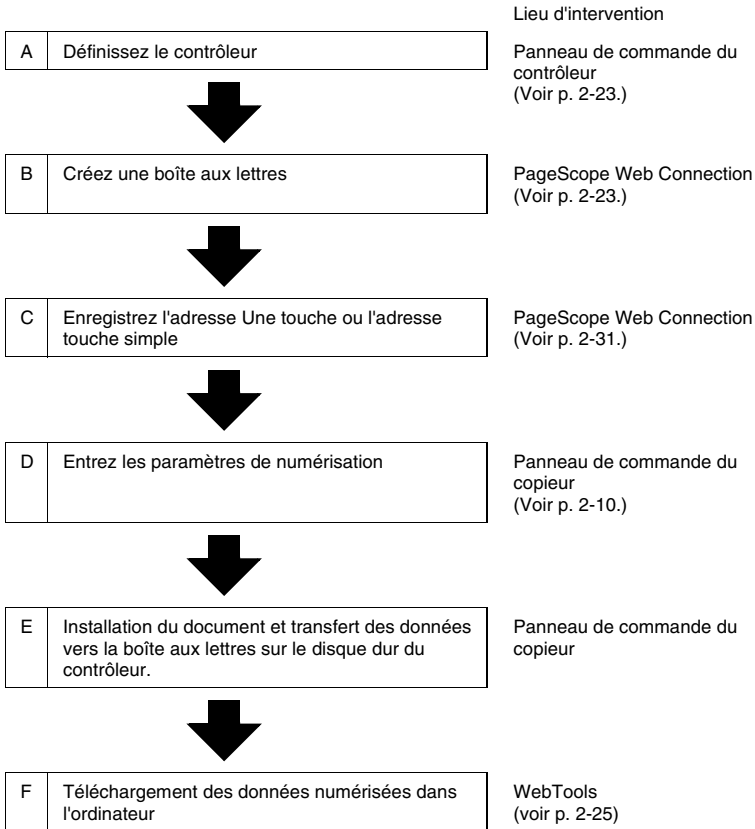 Lieu d'intervention
A Définissez le contrôleur
Panneau de commande du
contrôleur
(Voir p. 2-23.)
B Créez une boîte aux lettres
PageScope Web Connection
(Voir p. 2-23.)
C Enregistrez l'adresse Une touche ou l'adresse
touche simple
PageScope Web Connection
(Voir p. 2-31.)
D Entrez les paramètres de numérisation
Panneau de commande du
copieur
(Voir p. 2-10.)
E Installation du document et transfert des données
vers la boîte aux lettres sur le disque dur du
contrôleur.
Panneau de commande du
copieur
F Téléchargement des données numérisées dans
l'ordinateur
WebTools
(voir p. 2-25)